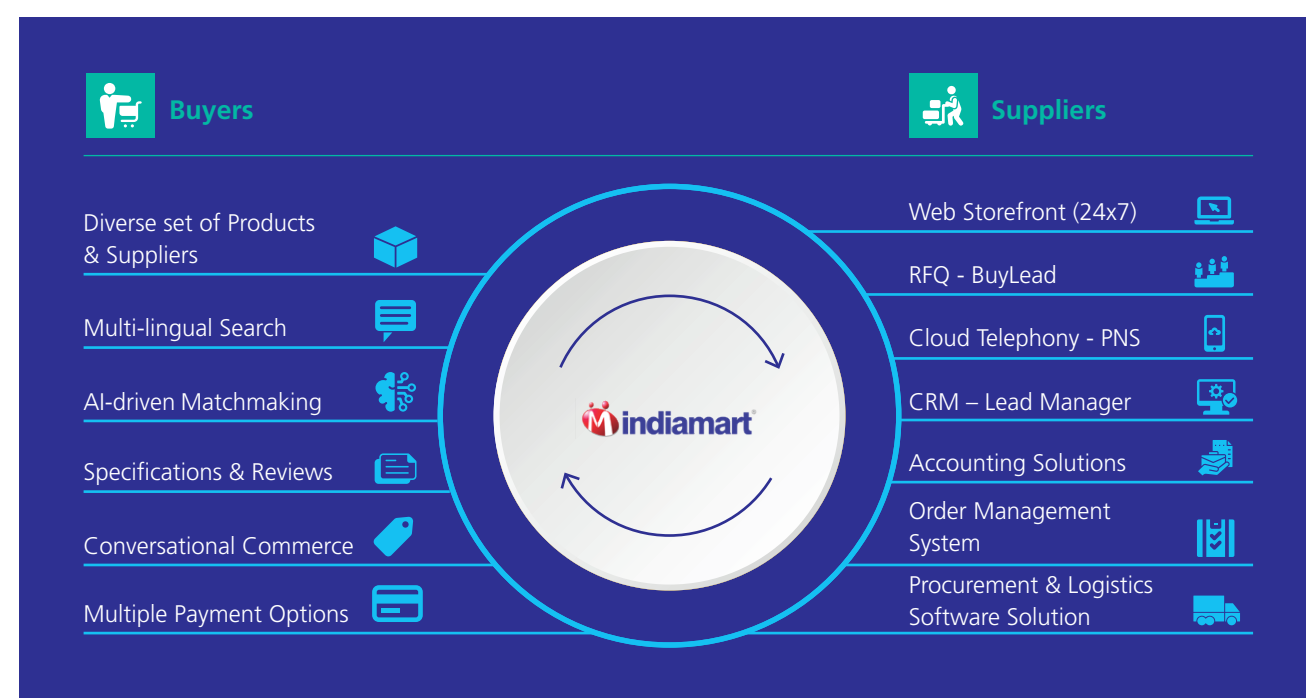 Buyers
Diverse set of Products
& Suppliers
Multi-lingual Search
AI-driven Matchmaking
Specifications & Reviews
Conversational Commerce
Multiple Payment Options
indiamart
Suppliers
Web Storefront (24x7)
RFQ - BuyLead
Cloud Telephony - PNS
CRM – Lead Manager
Accounting Solutions
Order Management
System
Procurement & Logistics
Software Solution